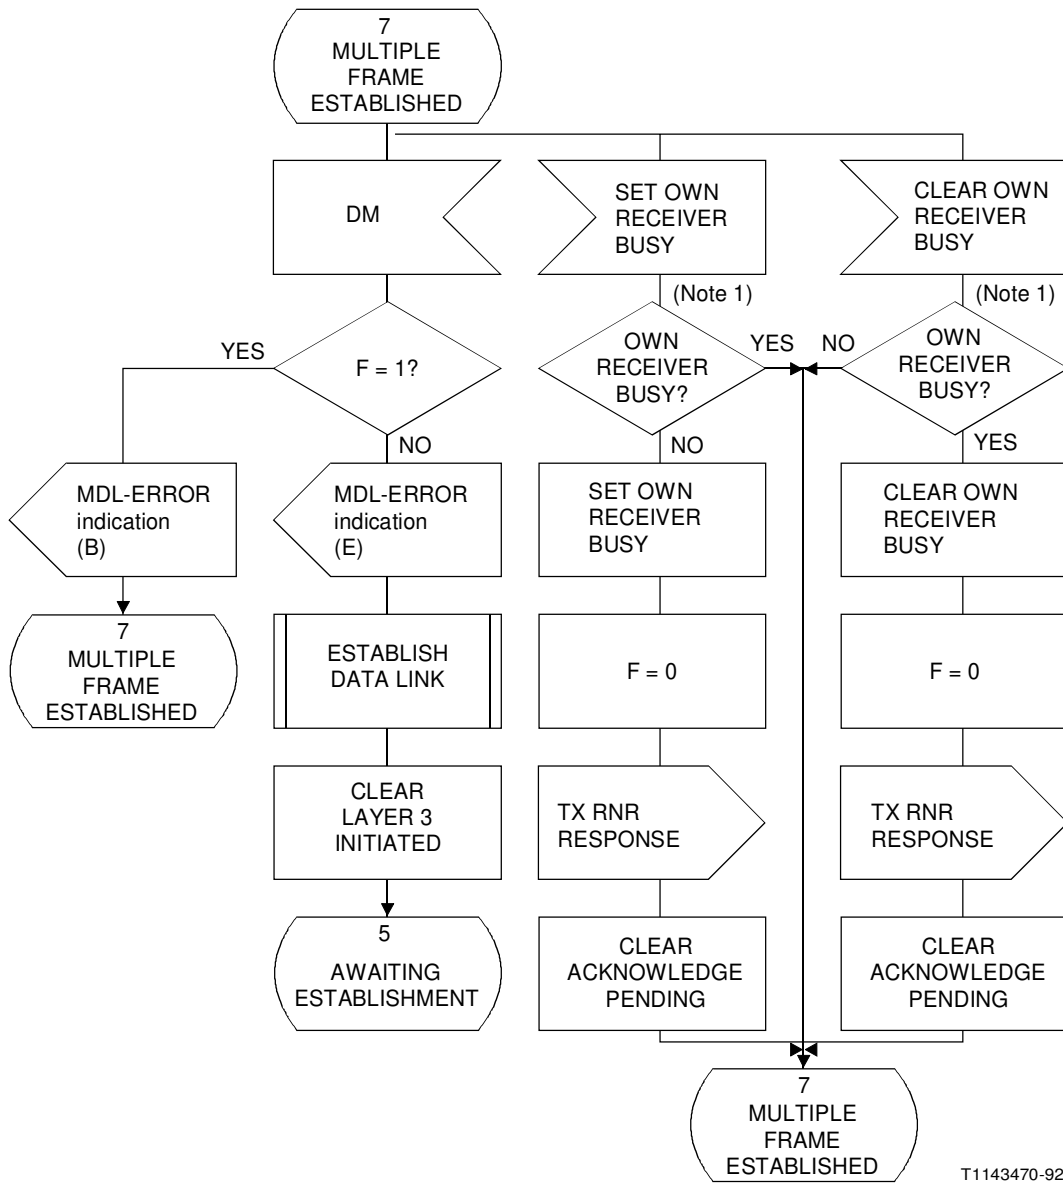 7
MULTIPLE
FRAME
ESTABLISHED
DM
SET OWN
RECEIVER
BUSY
CLEAR OWN
RECEIVER
BUSY
(Note 1)
(Note 1)
YES
F = 1?
NO
OWN
RECEIVER
BUSY?
YES
NO
NO
OWN
RECEIVER
BUSY?
YES
MDL-ERROR
indication
(B)
MDL-ERROR
indication
(E)
SET OWN
RECEIVER
BUSY
CLEAR OWN
RECEIVER
BUSY
7
MULTIPLE
FRAME
ESTABLISHED
ESTABLISH
DATA LINK
F = 0
F = 0
CLEAR
LAYER 3
INITIATED
TX RNR
RESPONSE
TX RNR
RESPONSE
5
AWAITING
ESTABLISHMENT
CLEAR
ACKNOWLEDGE
PENDING
CLEAR
ACKNOWLEDGE
PENDING
7
MULTIPLE
FRAME
ESTABLISHED
T1143470-92